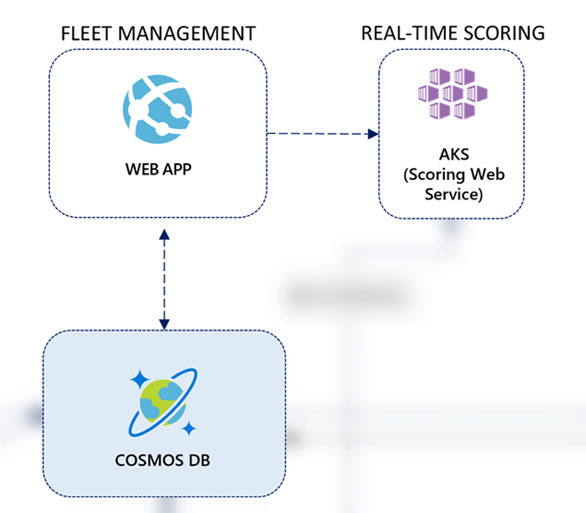 FLEET MANAGEMENT
REAL-TIME SCORING
WEB APP
AKS
(Scoring Web
Service)
COSMOS DB